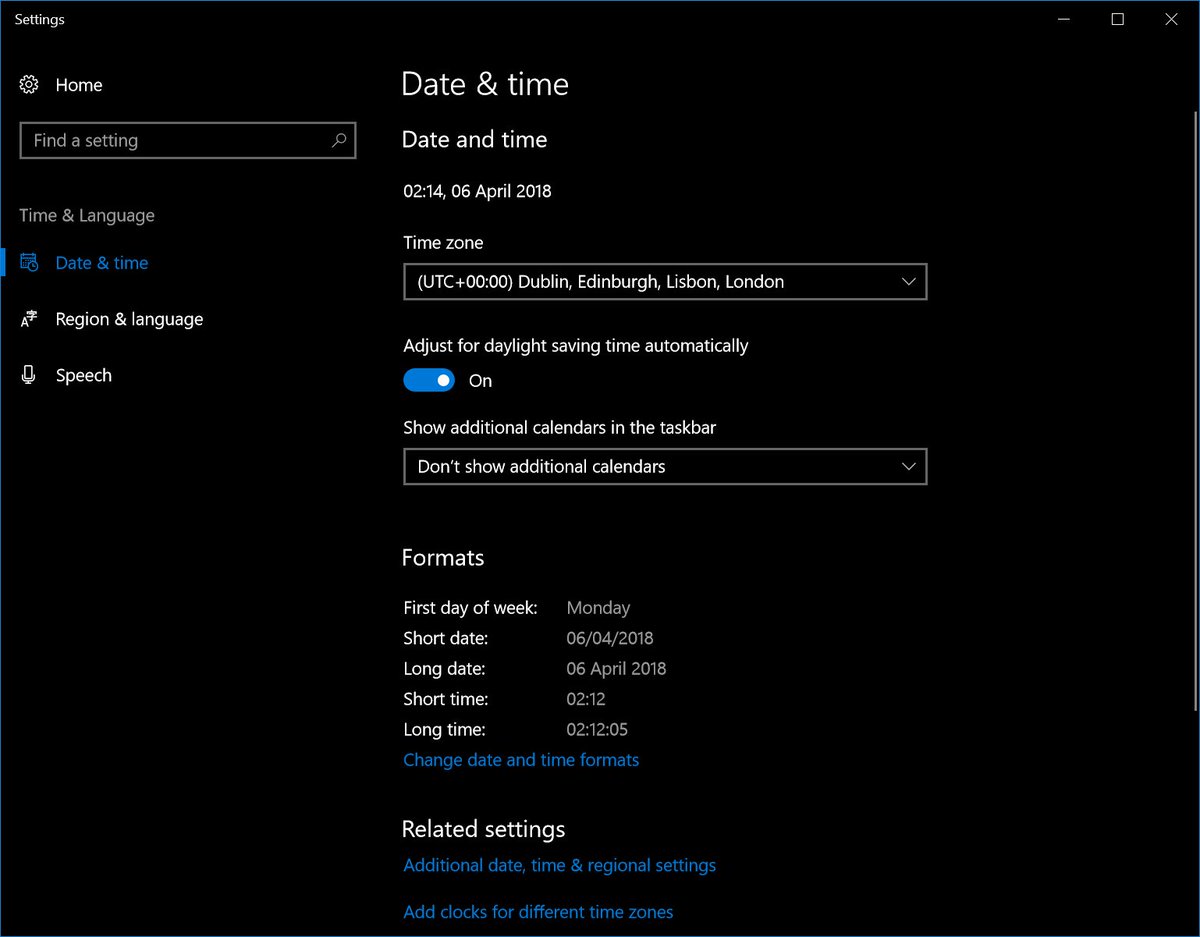 Settings
Home
Find a setting
Time & Language
Date & time
Region & language
Speech
Date & time
Date and time
02:14, 06 April 2018
Time zone
(UTC+00:00) Dublin, Edinburgh, Lisbon, London
Adjust for daylight saving time automatically
On
Show additional calendars in the taskbar
Don't show additional calendars
Formats
First day of week: Monday
Short date: 06/04/2018
Long date: 06 April 2018
Short time: 02:12
Long time: 02:12:05
Change date and time formats
Related settings
Additional date, time & regional settings
Add clocks for different time zones